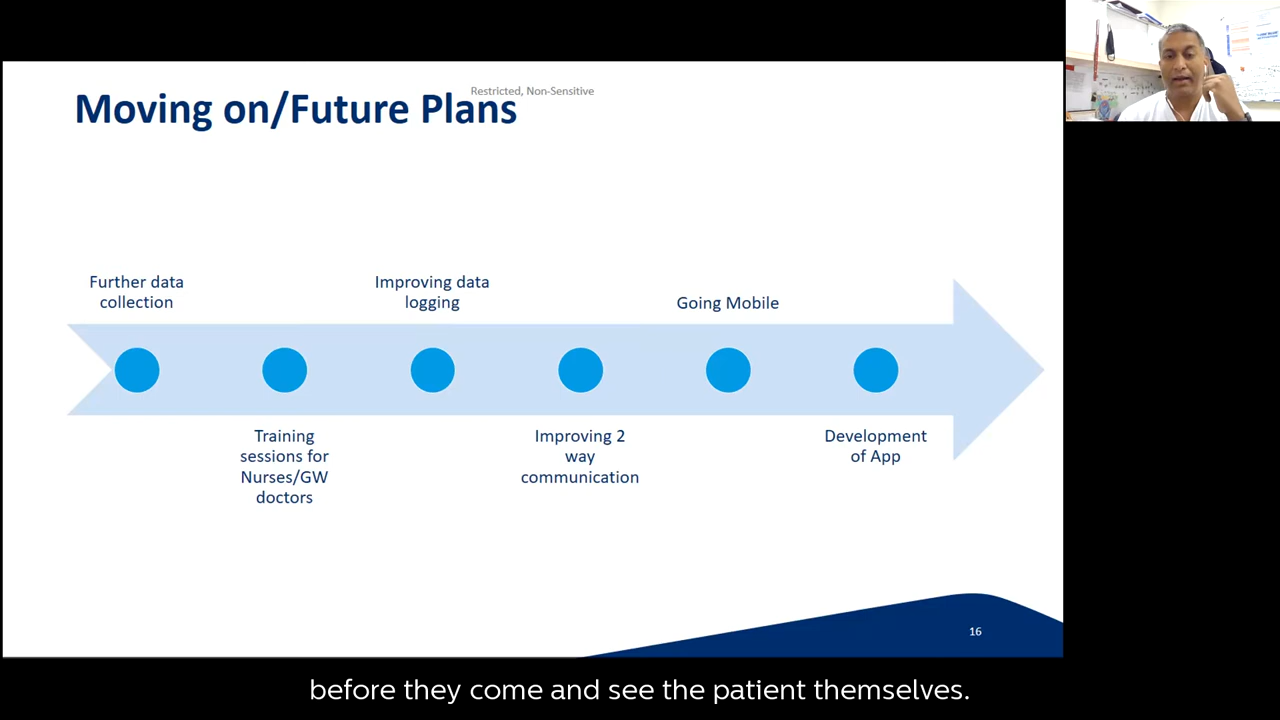 Restricted, Non-Sensitive
Moving on/Future Plans
Further data
collection
Training
sessions for
Nurses/GW
doctors
Improving data
logging
Improving 2
way
communication
Going Mobile
Development
of App
16
before they come and see the patient themselves.